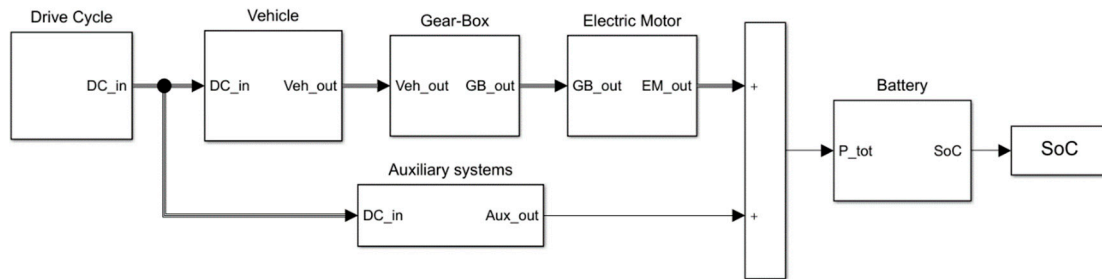 Drive Cycle
Vehicle
Gear-Box
Electric Motor
DC_in
DC_in
Veh_out
Veh_out
GB_out
GB_out
EM_out
+
Battery
P_tot
SoC
SoC
Auxiliary systems
DC_in
Aux_out
+